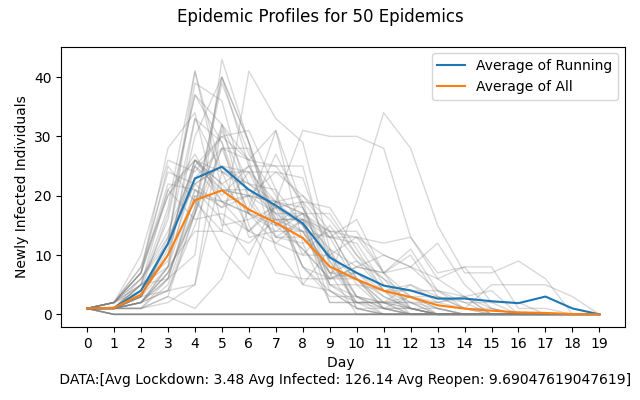 Epidemic Profiles for 50 Epidemics
Average of Running
Average of All
Newly Infected Individuals
40
30
20
10
0
0 1 2 3 4 5 6 7 8 9 10 11 12 13 14 15 16 17 18 19
Day
DATA:[Avg Lockdown: 3.48 Avg Infected: 126.14 Avg Reopen: 9.69047619047619]